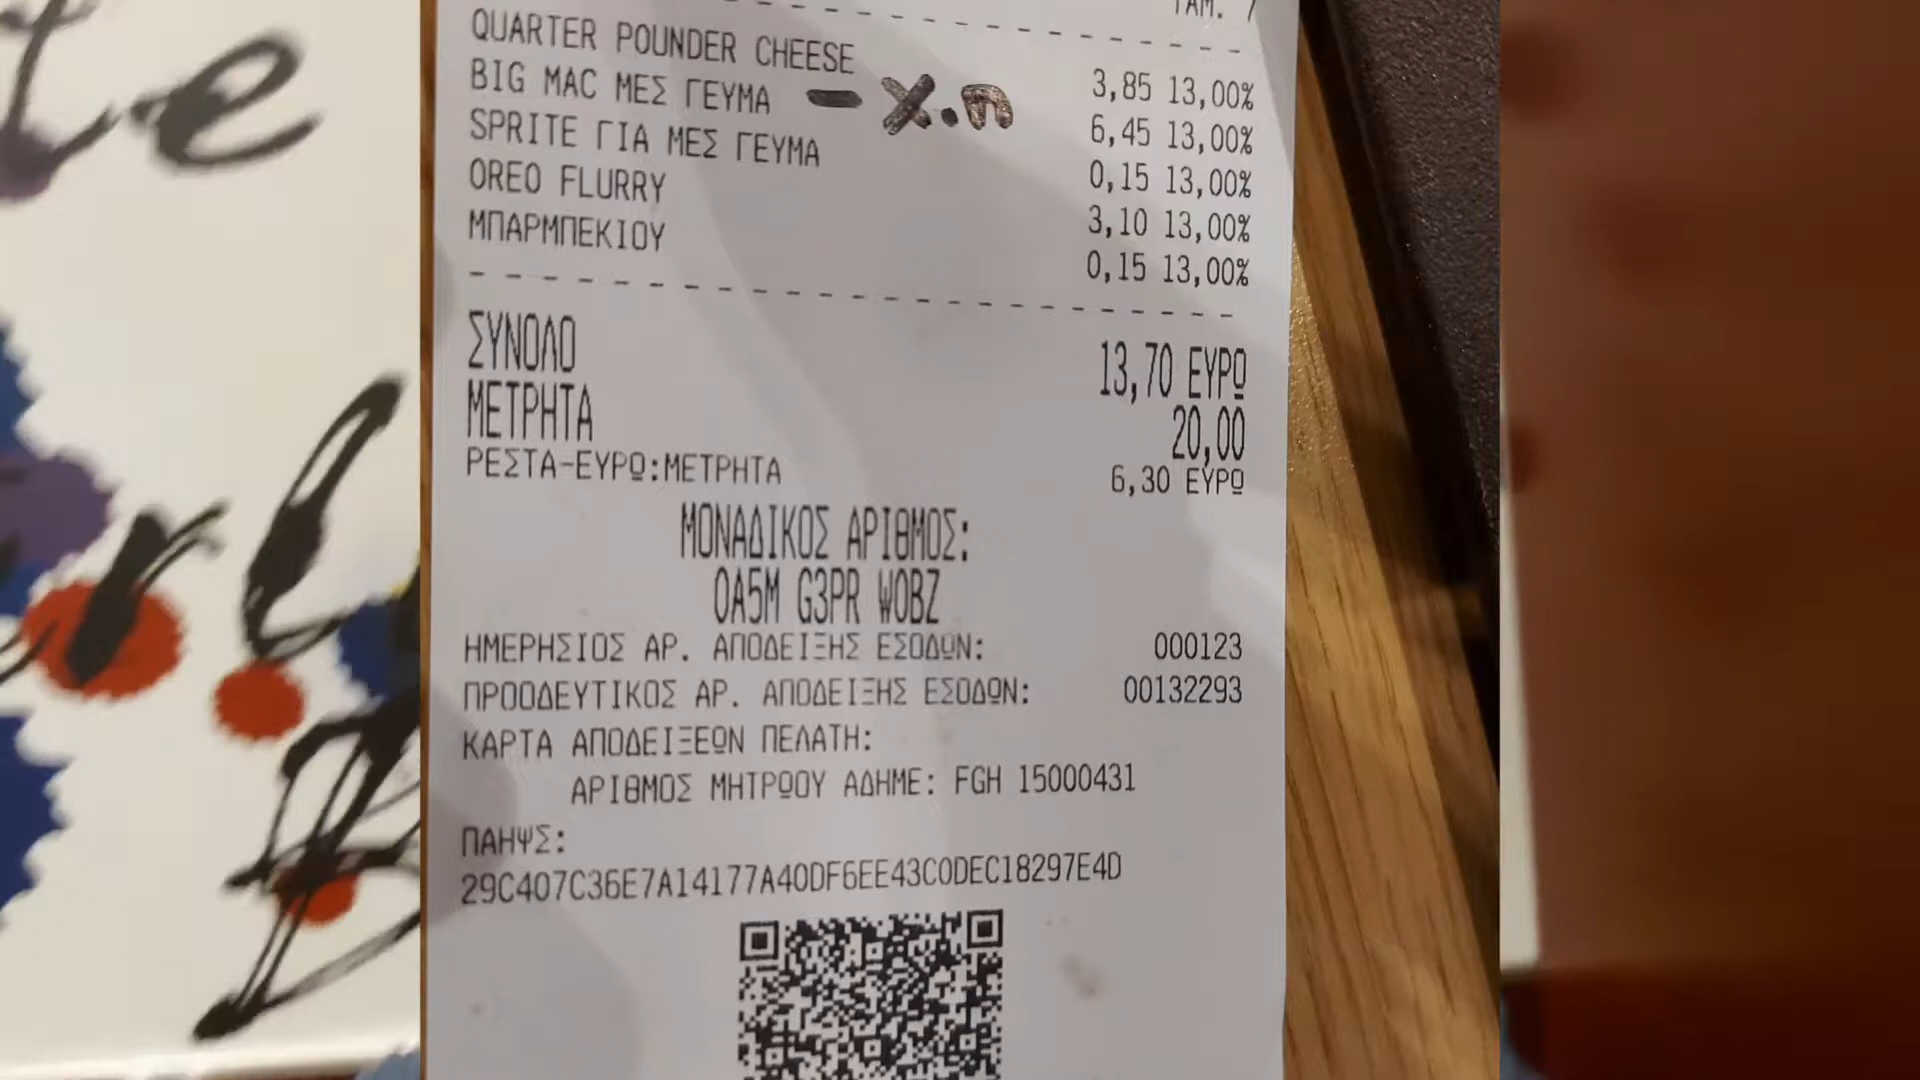 ΤΑΜ. 7
QUARTER POUNDER CHEESE 3,85 13,00%
BIG MAC ΜΕΣ ΓΕΥΜΑ - χ.π 6,45 13,00%
SPRITE ΓΙΑ ΜΕΣ ΓΕΥΜΑ 0,15 13,00%
OREO FLURRY 3,10 13,00%
ΜΠΑΡΜΠΕΚΙΟΥ 0,15 13,00%
ΣΥΝΟΛΟ 13,70 ΕΥΡΩ
ΜΕΤΡΗΤΑ 20,00
ΡΕΣΤΑ-ΕΥΡΩ:ΜΕΤΡΗΤΑ 6,30 ΕΥΡΩ
ΜΟΝΑΔΙΚΟΣ ΑΡΙΘΜΟΣ:
0A5M G3PR W0BZ
ΗΜΕΡΗΣΙΟΣ ΑΡ. ΑΠΟΔΕΙΞΗΣ ΕΣΟΔΩΝ: 000123
ΠΡΟΟΔΕΥΤΙΚΟΣ ΑΡ. ΑΠΟΔΕΙΞΗΣ ΕΣΟΔΩΝ: 00132293
ΚΑΡΤΑ ΑΠΟΔΕΙΞΕΩΝ ΠΕΛΑΤΗ:
ΑΡΙΘΜΟΣ ΜΗΤΡΩΟΥ ΑΔΗΜΕ: FGH 15000431
ΠΑΗΨΣ:
29C407C36E7A14177A40DF6EE43C0DEC18297E4D